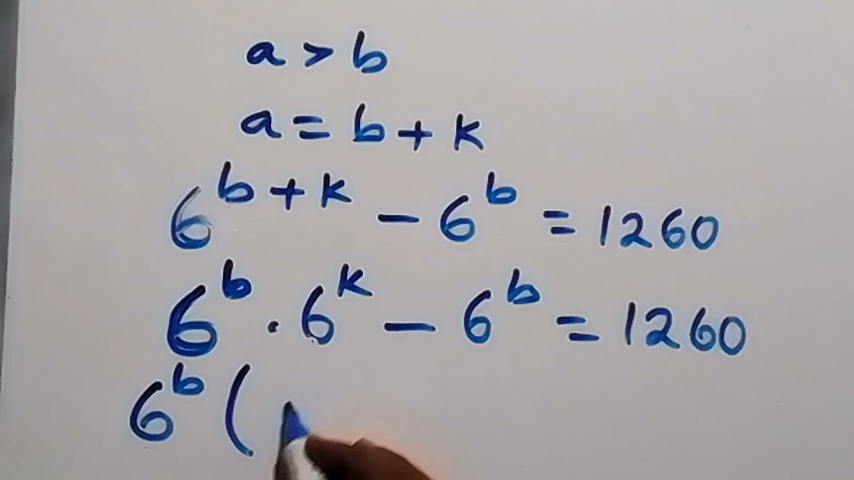 a > b
a = b + k
6^{b + k} - 6^b = 1260
6^b · 6^k - 6^b = 1260
6^b (